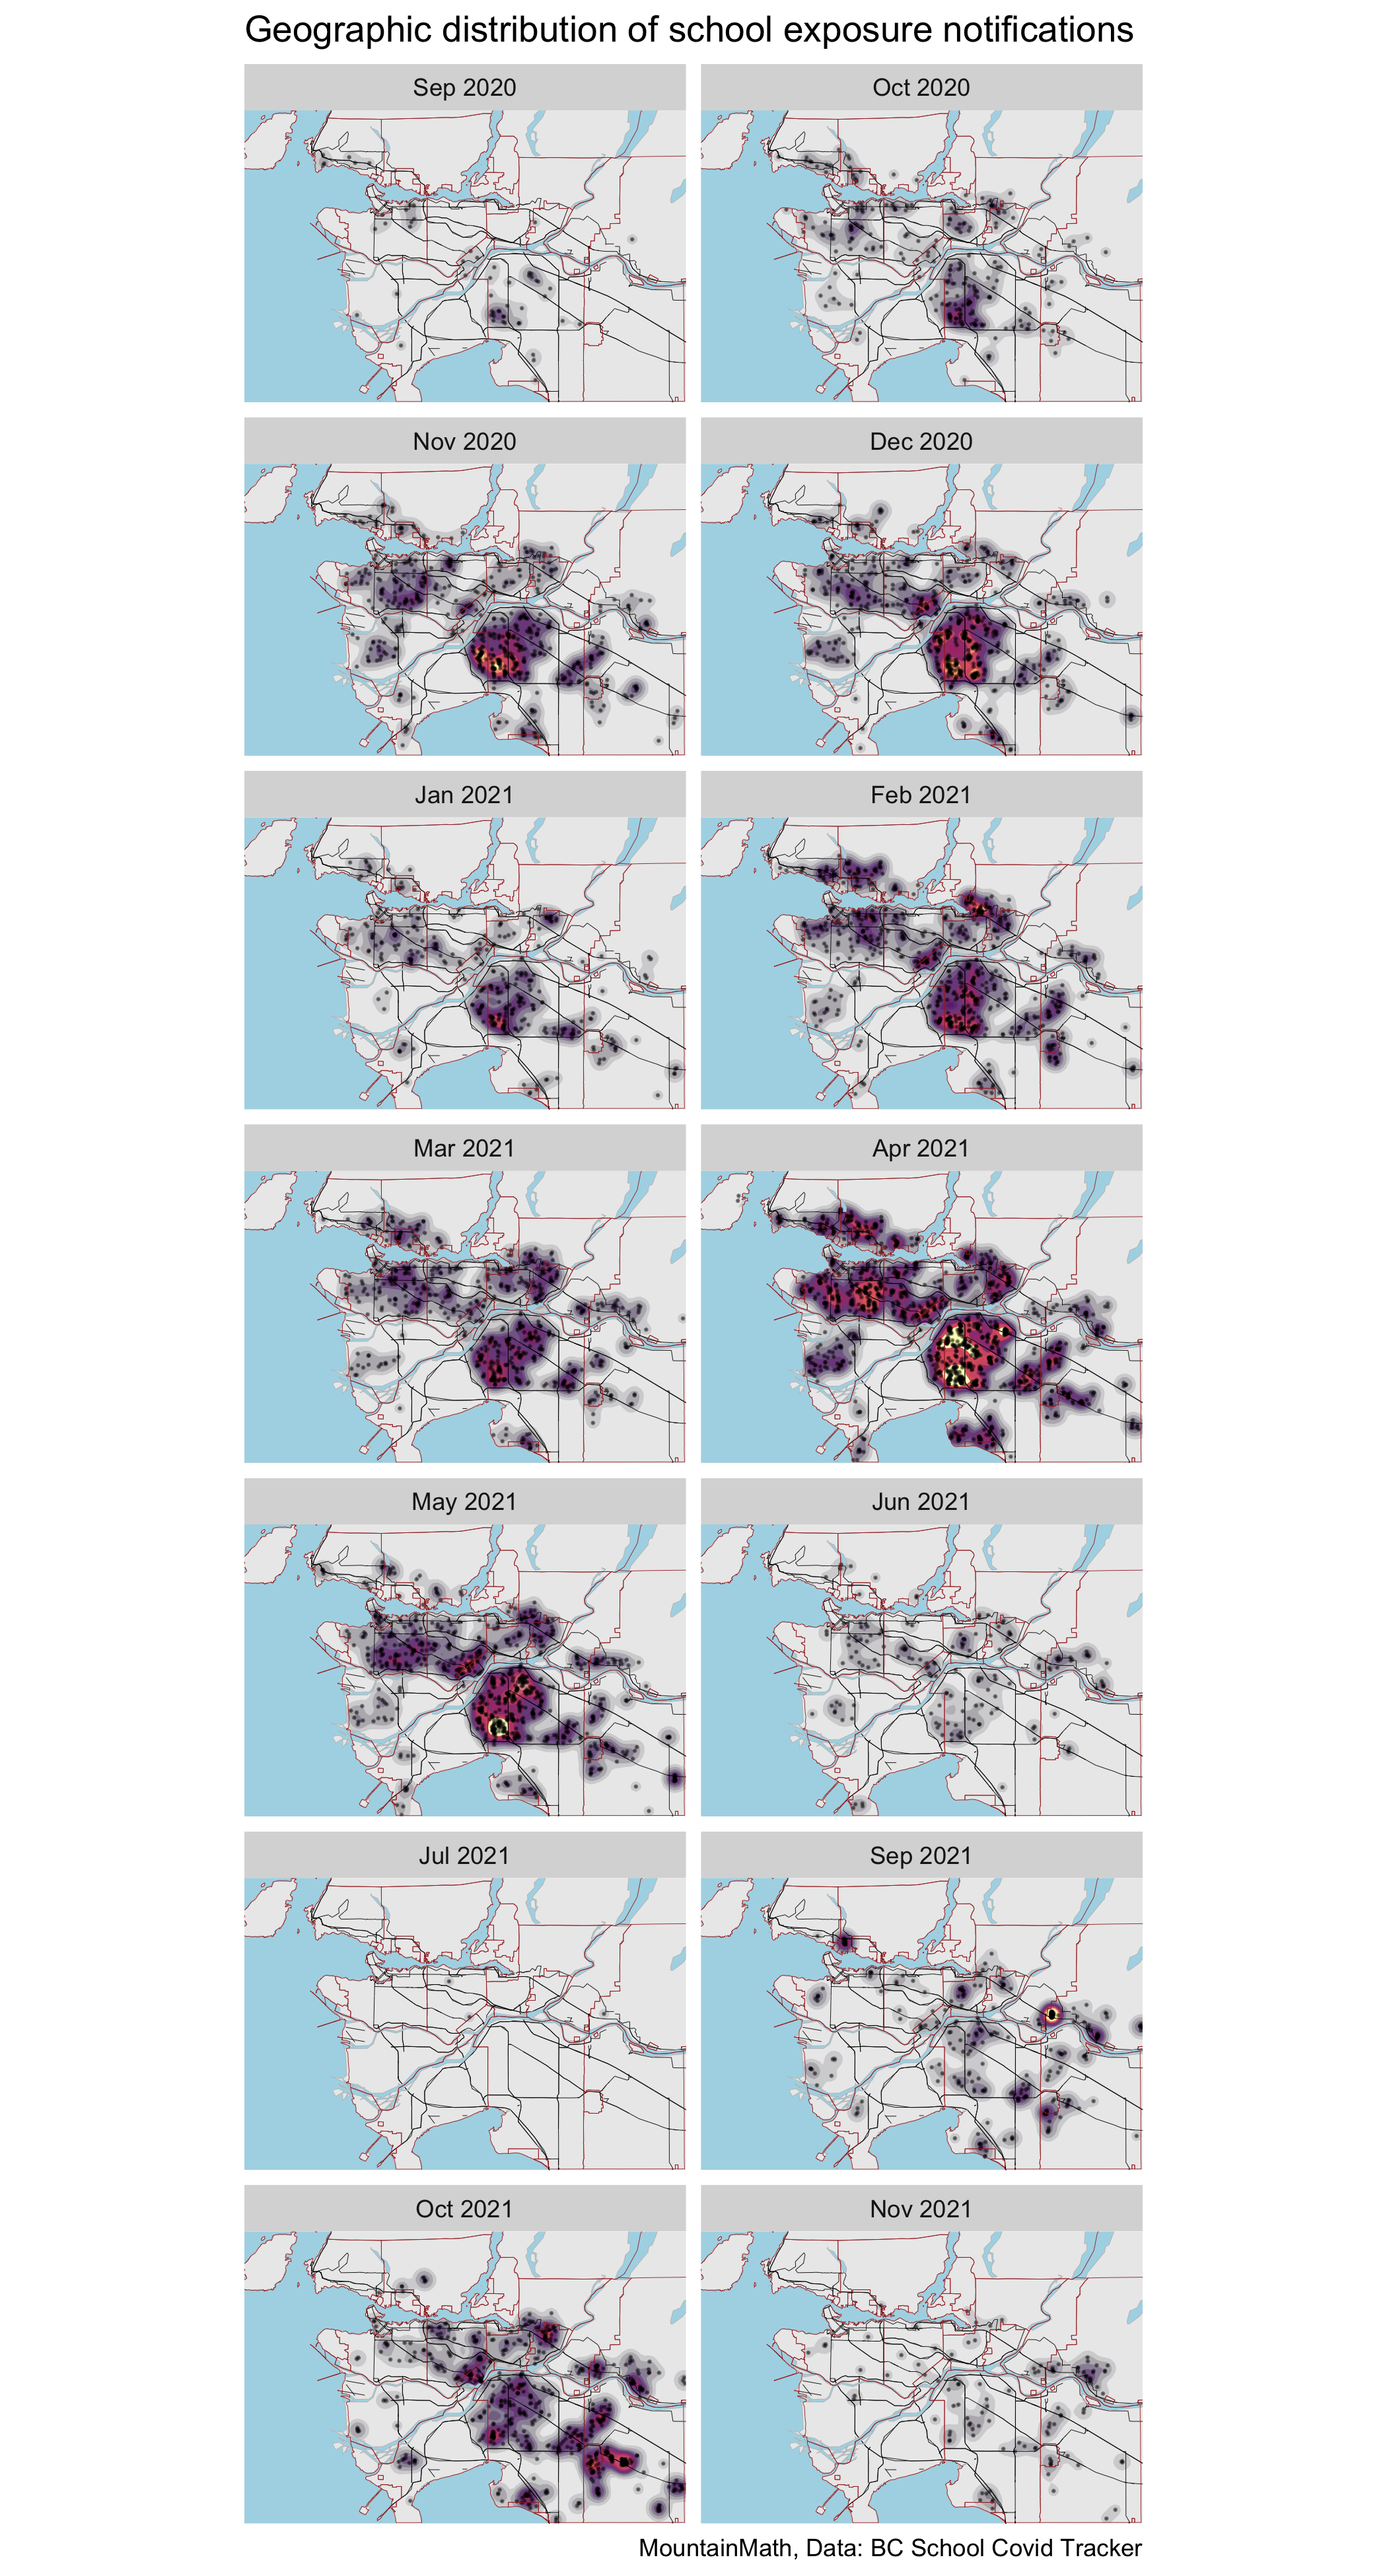 Geographic distribution of school exposure notifications
Sep 2020
Oct 2020
Nov 2020
Dec 2020
Jan 2021
Feb 2021
Mar 2021
Apr 2021
May 2021
Jun 2021
Jul 2021
Sep 2021
Oct 2021
Nov 2021
MountainMath, Data: BC School Covid Tracker